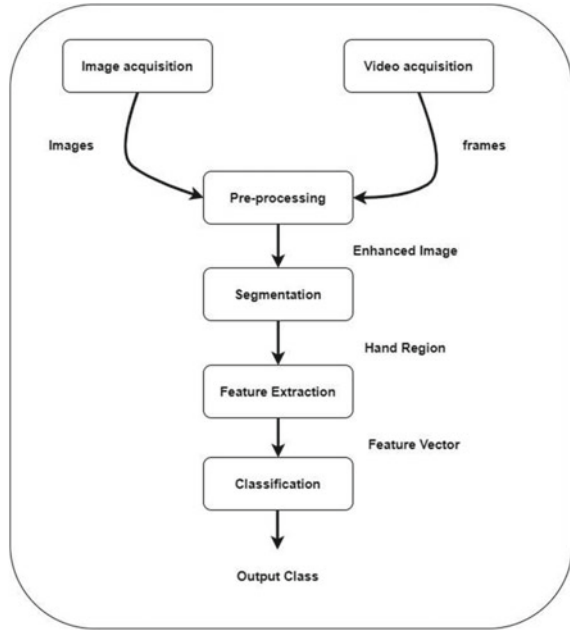 Image acquisition
Video acquisition
Images
frames
Pre-processing
Enhanced Image
Segmentation
Hand Region
Feature Extraction
Feature Vector
Classification
Output Class